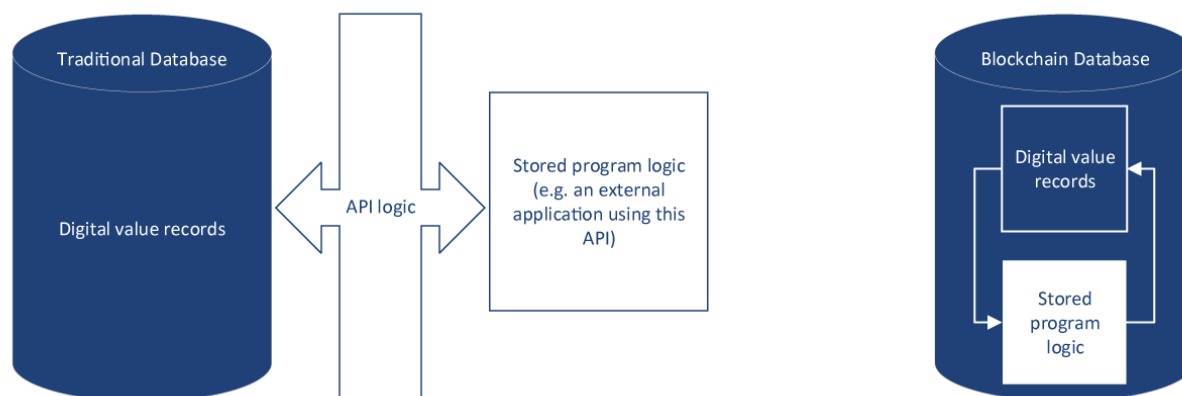 Traditional Database
Digital value records
API logic
Stored program logic
(e.g. an external
application using this
API)
Blockchain Database
Digital value
records
Stored
program
logic